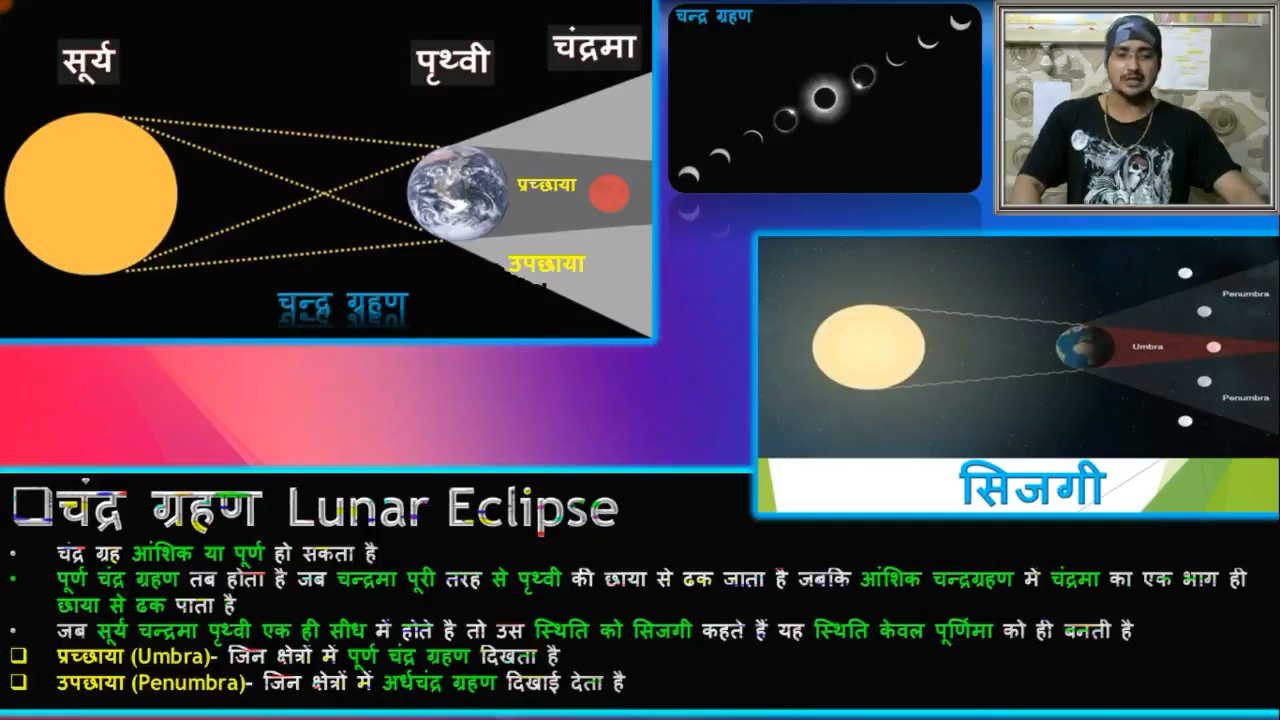 सूर्य
पृथ्वी
चंद्रमा
प्रच्छाया
उपछाया
चन्द्र ग्रहण
चन्द्र ग्रहण
Penumbra
Umbra
Penumbra
सिजगी
चंद्र ग्रहण Lunar Eclipse
चंद्र ग्रह आंशिक या पूर्ण हो सकता है
पूर्ण चंद्र ग्रहण तब होता है जब चन्द्रमा पूरी तरह से पृथ्वी की छाया से ढक जाता है जबकि आंशिक चन्द्रग्रहण में चंद्रमा का एक भाग ही
छाया से ढक पाता है
जब सूर्य चन्द्रमा पृथ्वी एक ही सीध में होते है तो उस स्थिति को सिजगी कहते हैं यह स्थिति केवल पूर्णिमा को ही बनती है
प्रच्छाया (Umbra)- जिन क्षेत्रों में पूर्ण चंद्र ग्रहण दिखता है
उपछाया (Penumbra)- जिन क्षेत्रों में अर्धचंद्र ग्रहण दिखाई देता है